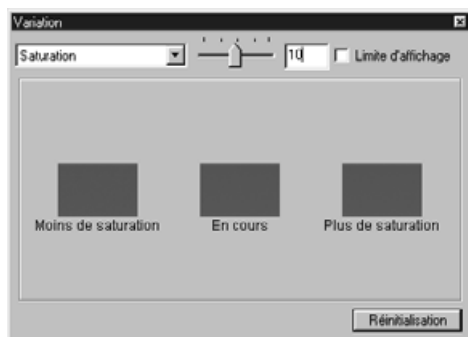 Variation
Saturation 10 Limite d'affichage
Moins de saturation En cours Plus de saturation
Réinitialisation